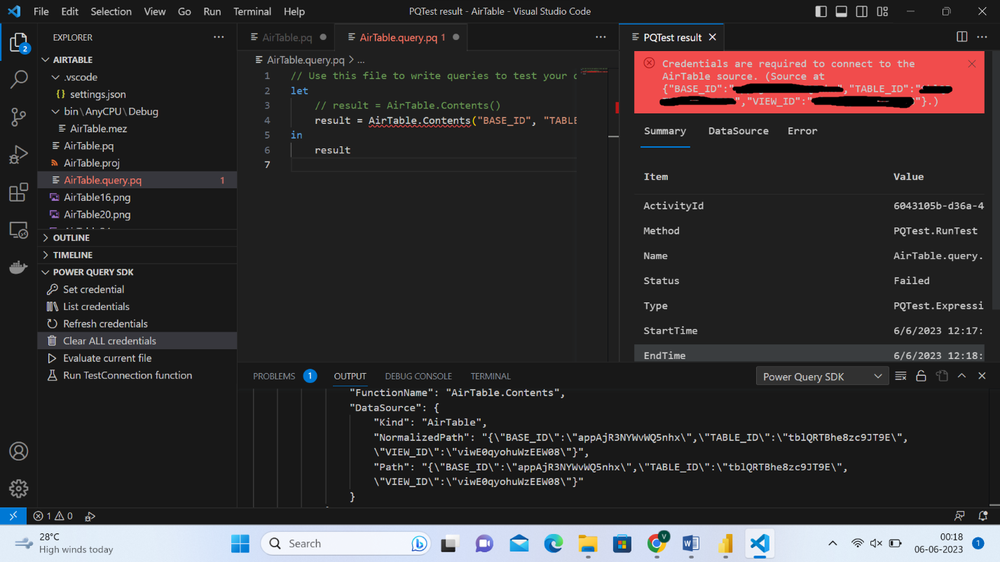 File Edit Selection View Go Run Terminal Help
PQTest result - AirTable - Visual Studio Code
2
EXPLORER
AIRTABLE
.vscode
{} settings.json
bin\AnyCPU\Debug
AirTable.mez
AirTable.pq
AirTable.proj
AirTable.query.pq 1
AirTable16.png
AirTable20.png
OUTLINE
TIMELINE
POWER QUERY SDK
Set credential
List credentials
Refresh credentials
Clear ALL credentials
Evaluate current file
Run TestConnection function
AirTable.pq
AirTable.query.pq 1
AirTable.query.pq > ...
1 // Use this file to write queries to test your d
2 let
3 // result = AirTable.Contents()
4 result = AirTable.Contents("BASE_ID", "TABLE
5 in
6 result
7
PQTest result
Credentials are required to connect to the
AirTable source. (Source at
{"BASE_ID":" ","TABLE_ID":"
","VIEW_ID":" "}.)
Summary DataSource Error
Item Value
ActivityId 6043105b-d36a-4
Method PQTest.RunTest
Name AirTable.query.
Status Failed
Type PQTest.Expressi
StartTime 6/6/2023 12:17:
EndTime 6/6/2023 12:18:
PROBLEMS 1 OUTPUT DEBUG CONSOLE TERMINAL
Power Query SDK
"FunctionName": "AirTable.Contents",
"DataSource": {
"Kind": "AirTable",
"NormalizedPath": "{\"BASE_ID\":\"appAjR3NYWvWQ5nhx\",\"TABLE_ID\":\"tblQRTBhe8zc9JT9E\",
\"VIEW_ID\":\"viwE0qyohuWzEEW08\"}",
"Path": "{\"BASE_ID\":\"appAjR3NYWvWQ5nhx\",\"TABLE_ID\":\"tblQRTBhe8zc9JT9E\",
\"VIEW_ID\":\"viwE0qyohuWzEEW08\"}"
}
1 0
28°C
High winds today
Search
V
00:18
06-06-2023
1